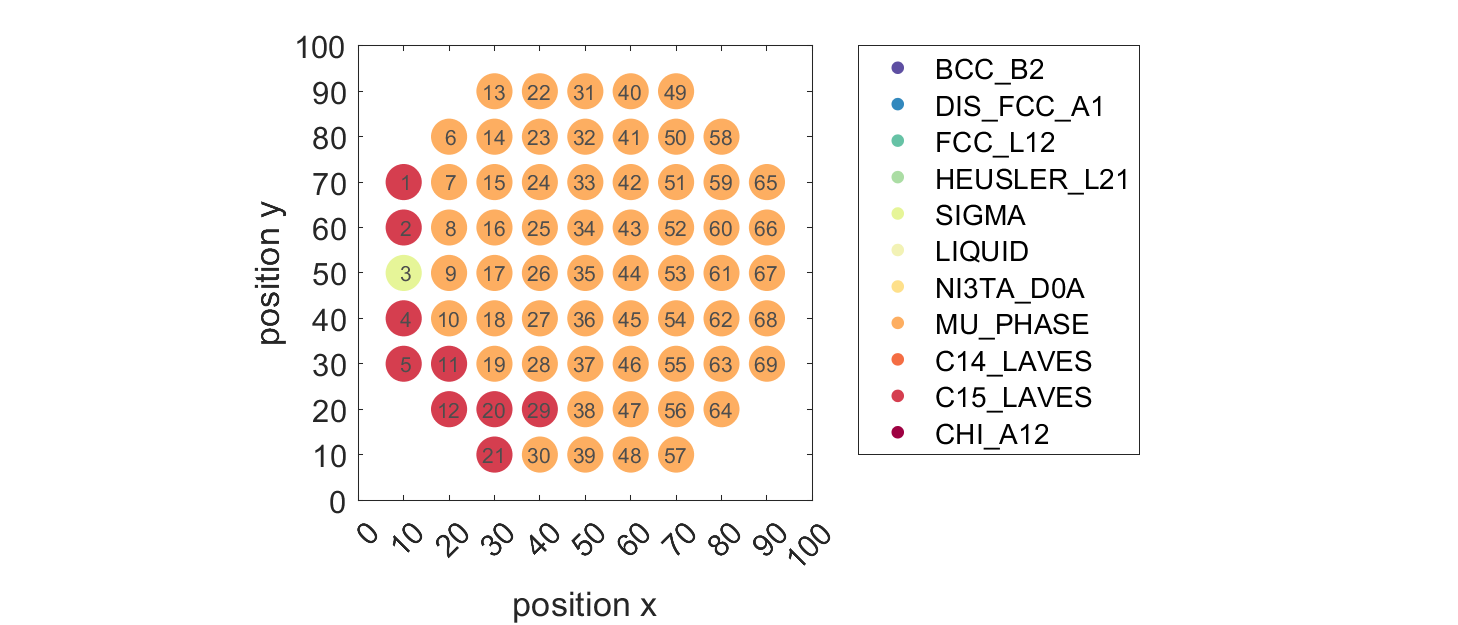 100
90 13 22 31 40 49
80 6 14 23 32 41 50 58
70 1 7 15 24 33 42 51 59 65
60 2 8 16 25 34 43 52 60 66
50 3 9 17 26 35 44 53 61 67
40 4 10 18 27 36 45 54 62 68
30 5 11 19 28 37 46 55 63 69
20 12 20 29 38 47 56 64
10 21 30 39 48 57
0
0 10 20 30 40 50 60 70 80 90 100
position x
position y
BCC_B2
DIS_FCC_A1
FCC_L12
HEUSLER_L21
SIGMA
LIQUID
NI3TA_D0A
MU_PHASE
C14_LAVES
C15_LAVES
CHI_A12